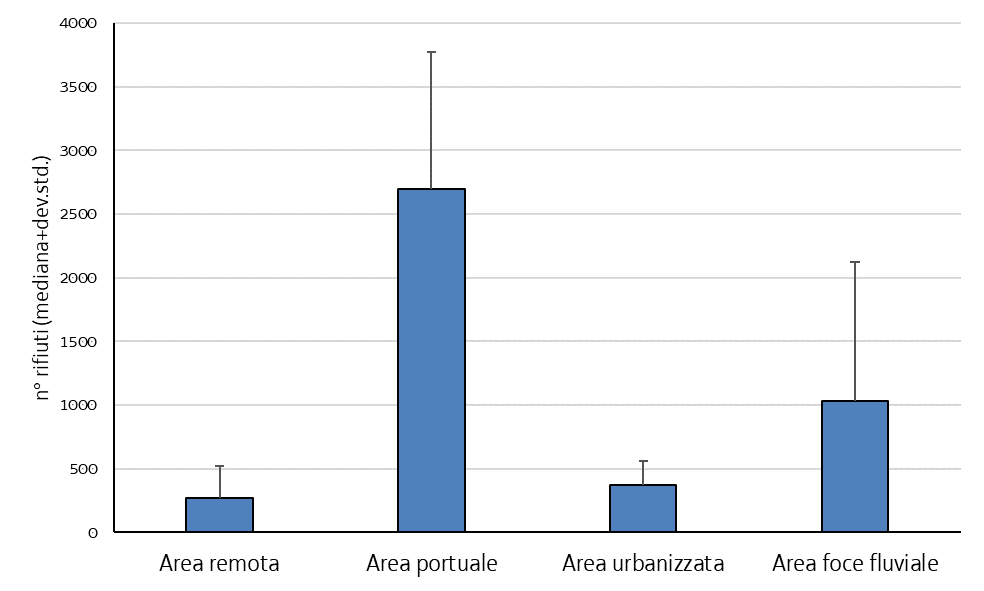 4000
3500
3000
2500
2000
1500
1000
500
0
n° rifiuti (mediana+dev.std.)
Area remota
Area portuale
Area urbanizzata
Area foce fluviale